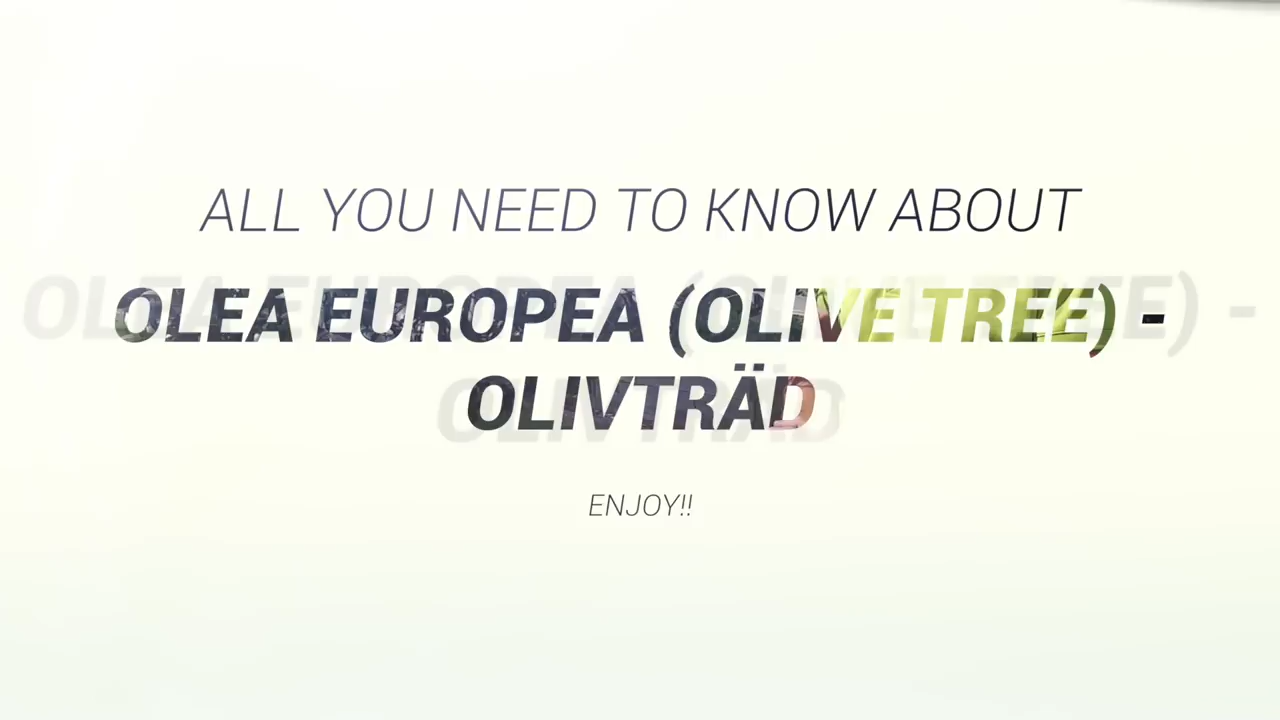 ALL YOU NEED TO KNOW ABOUT
OLEA EUROPEA (OLIVE TREE) -
OLIVTRÄD
ENJOY!!